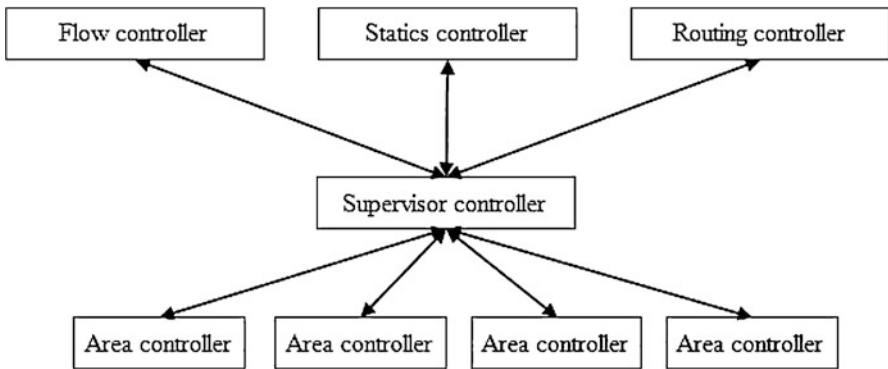 Flow controller
Statics controller
Routing controller
Supervisor controller
Area controller
Area controller
Area controller
Area controller